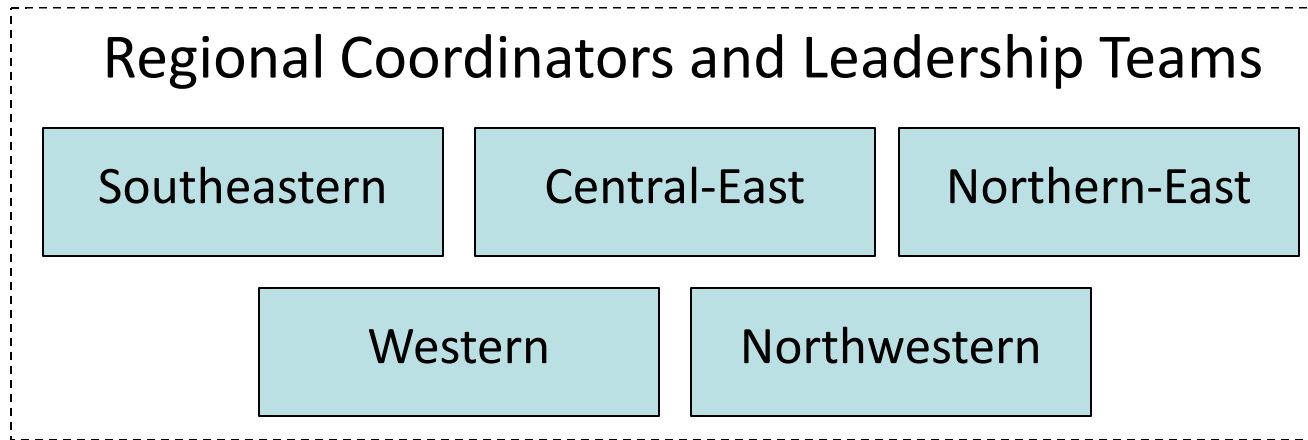 Regional Coordinators and Leadership Teams
Southeastern
Central-East
Northern-East
Western
Northwestern